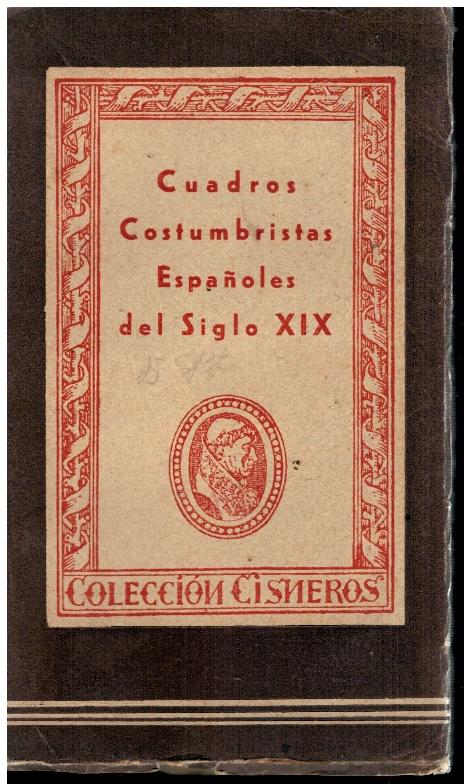 Cuadros
Costumbristas
Españoles
del Siglo XIX
COLECCIÓN CISNEROS